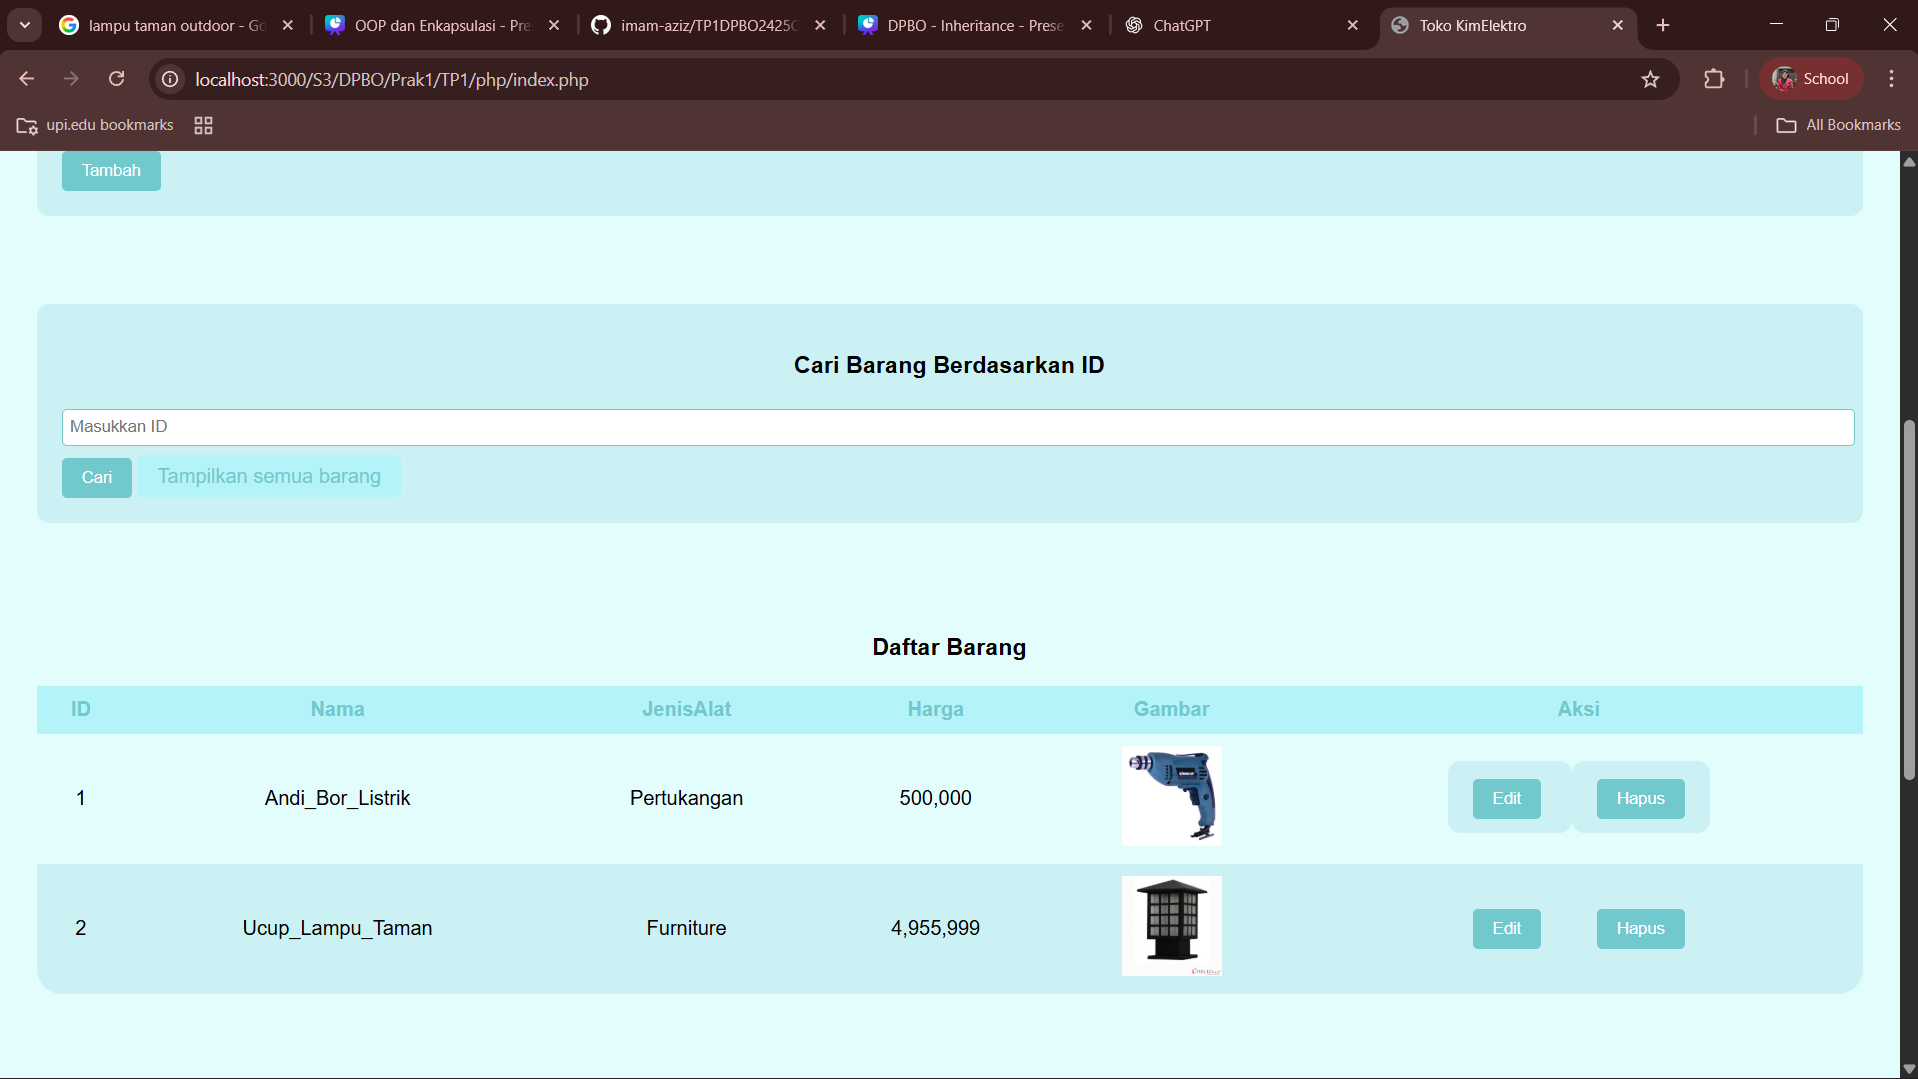 lampu taman outdoor - Go
OOP dan Enkapsulasi - Pre
imam-aziz/TP1DPBO2425C
DPBO - Inheritance - Prese
ChatGPT
Toko KimElektro
localhost:3000/S3/DPBO/Prak1/TP1/php/index.php
School
upi.edu bookmarks
All Bookmarks
Tambah
Cari Barang Berdasarkan ID
Masukkan ID
Cari Tampilkan semua barang
Daftar Barang
ID Nama JenisAlat Harga Gambar Aksi
1 Andi_Bor_Listrik Pertukangan 500,000 Edit Hapus
2 Ucup_Lampu_Taman Furniture 4,955,999 Edit Hapus